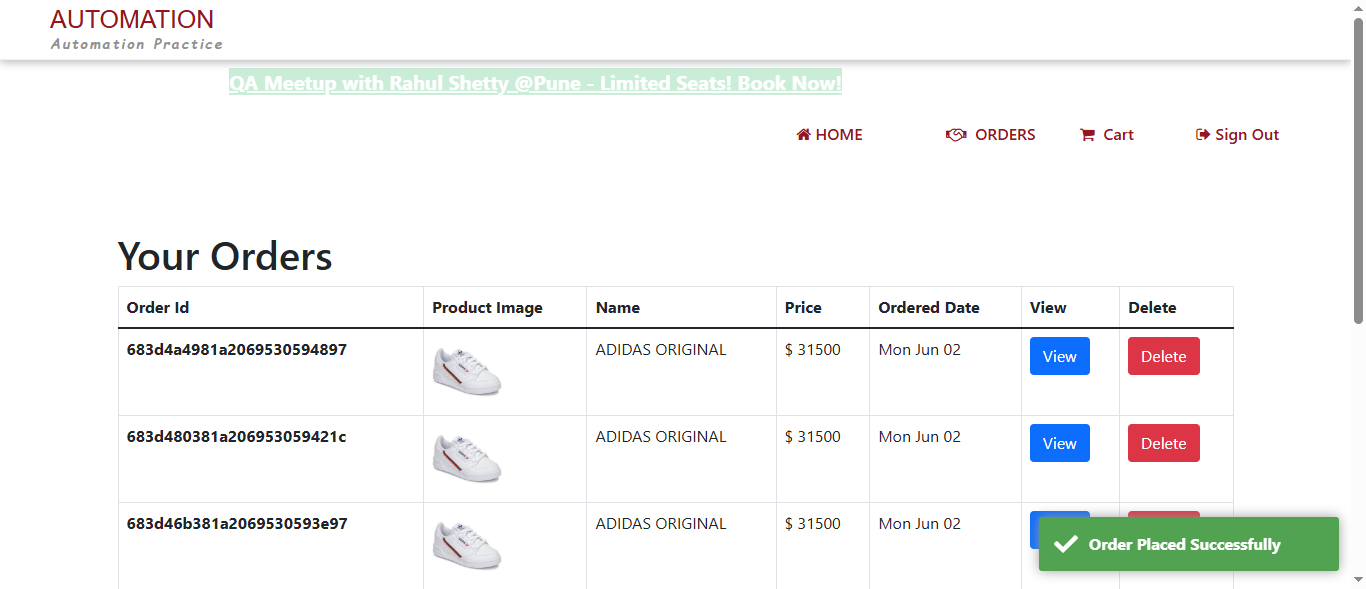 AUTOMATION
Automation Practice
QA Meetup with Rahul Shetty @Pune - Limited Seats! Book Now!
HOME ORDERS Cart Sign Out
Your Orders
Order Id Product Image Name Price Ordered Date View Delete
683d4a4981a2069530594897 ADIDAS ORIGINAL $ 31500 Mon Jun 02 View Delete
683d480381a206953059421c ADIDAS ORIGINAL $ 31500 Mon Jun 02 View Delete
683d46b381a2069530593e97 ADIDAS ORIGINAL $ 31500 Mon Jun 02
Order Placed Successfully